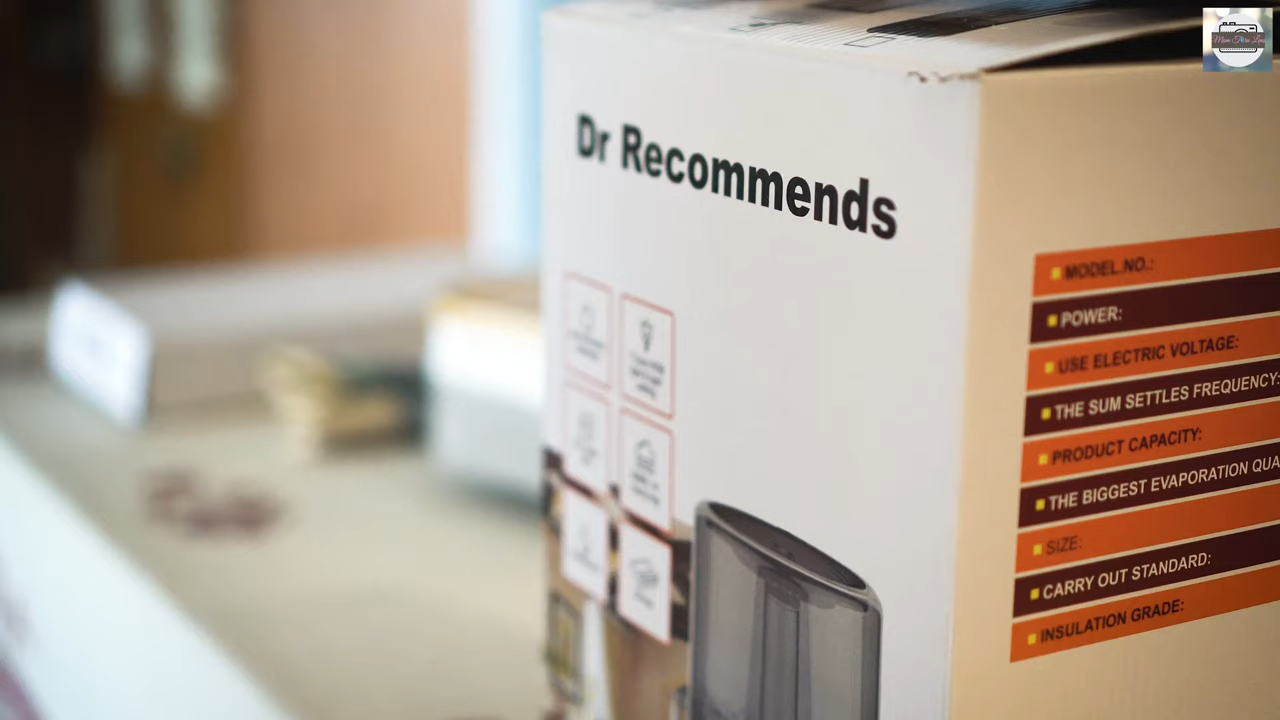 Dr Recommends
MODEL.NO.:
POWER:
USE ELECTRIC VOLTAGE:
THE SUM SETTLES FREQUENCY:
PRODUCT CAPACITY:
THE BIGGEST EVAPORATION QUA
SIZE:
CARRY OUT STANDARD:
INSULATION GRADE: